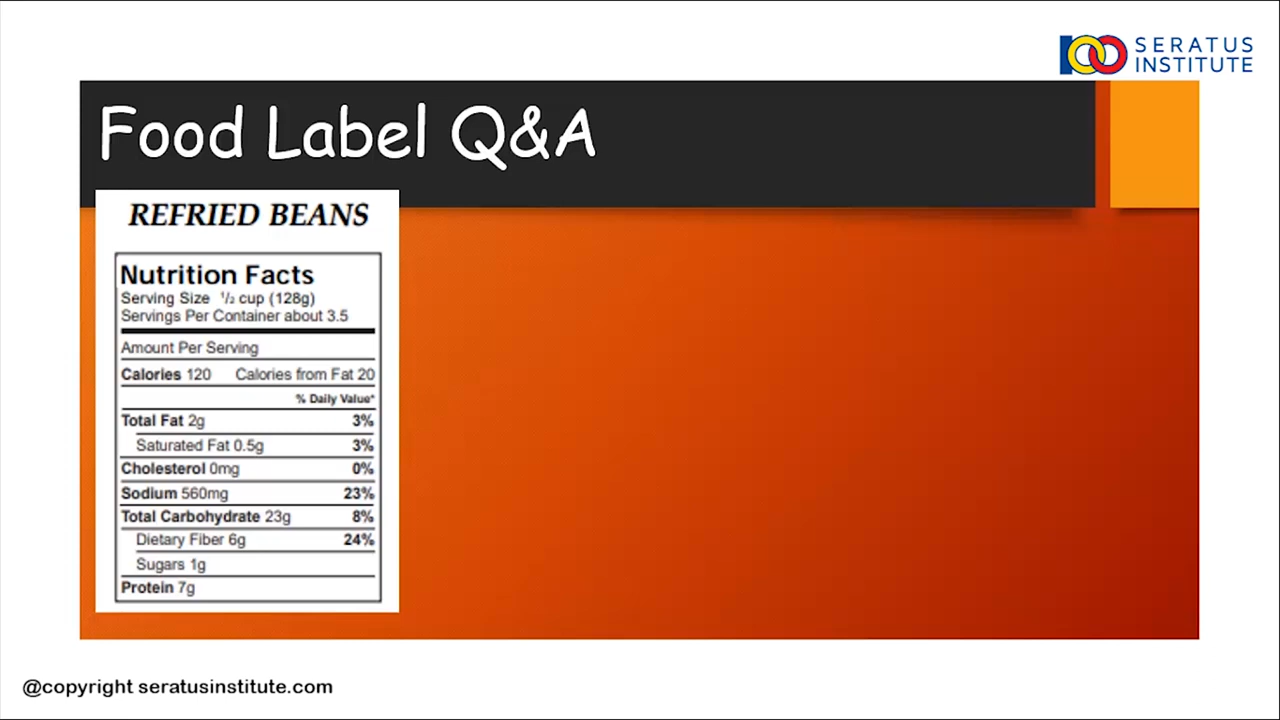 SERATUS
INSTITUTE
Food Label Q&A
REFRIED BEANS
Nutrition Facts
Serving Size ½ cup (128g)
Servings Per Container about 3.5
Amount Per Serving
Calories 120 Calories from Fat 20
% Daily Value*
Total Fat 2g 3%
Saturated Fat 0.5g 3%
Cholesterol 0mg 0%
Sodium 560mg 23%
Total Carbohydrate 23g 8%
Dietary Fiber 6g 24%
Sugars 1g
Protein 7g
@copyright seratusinstitute.com